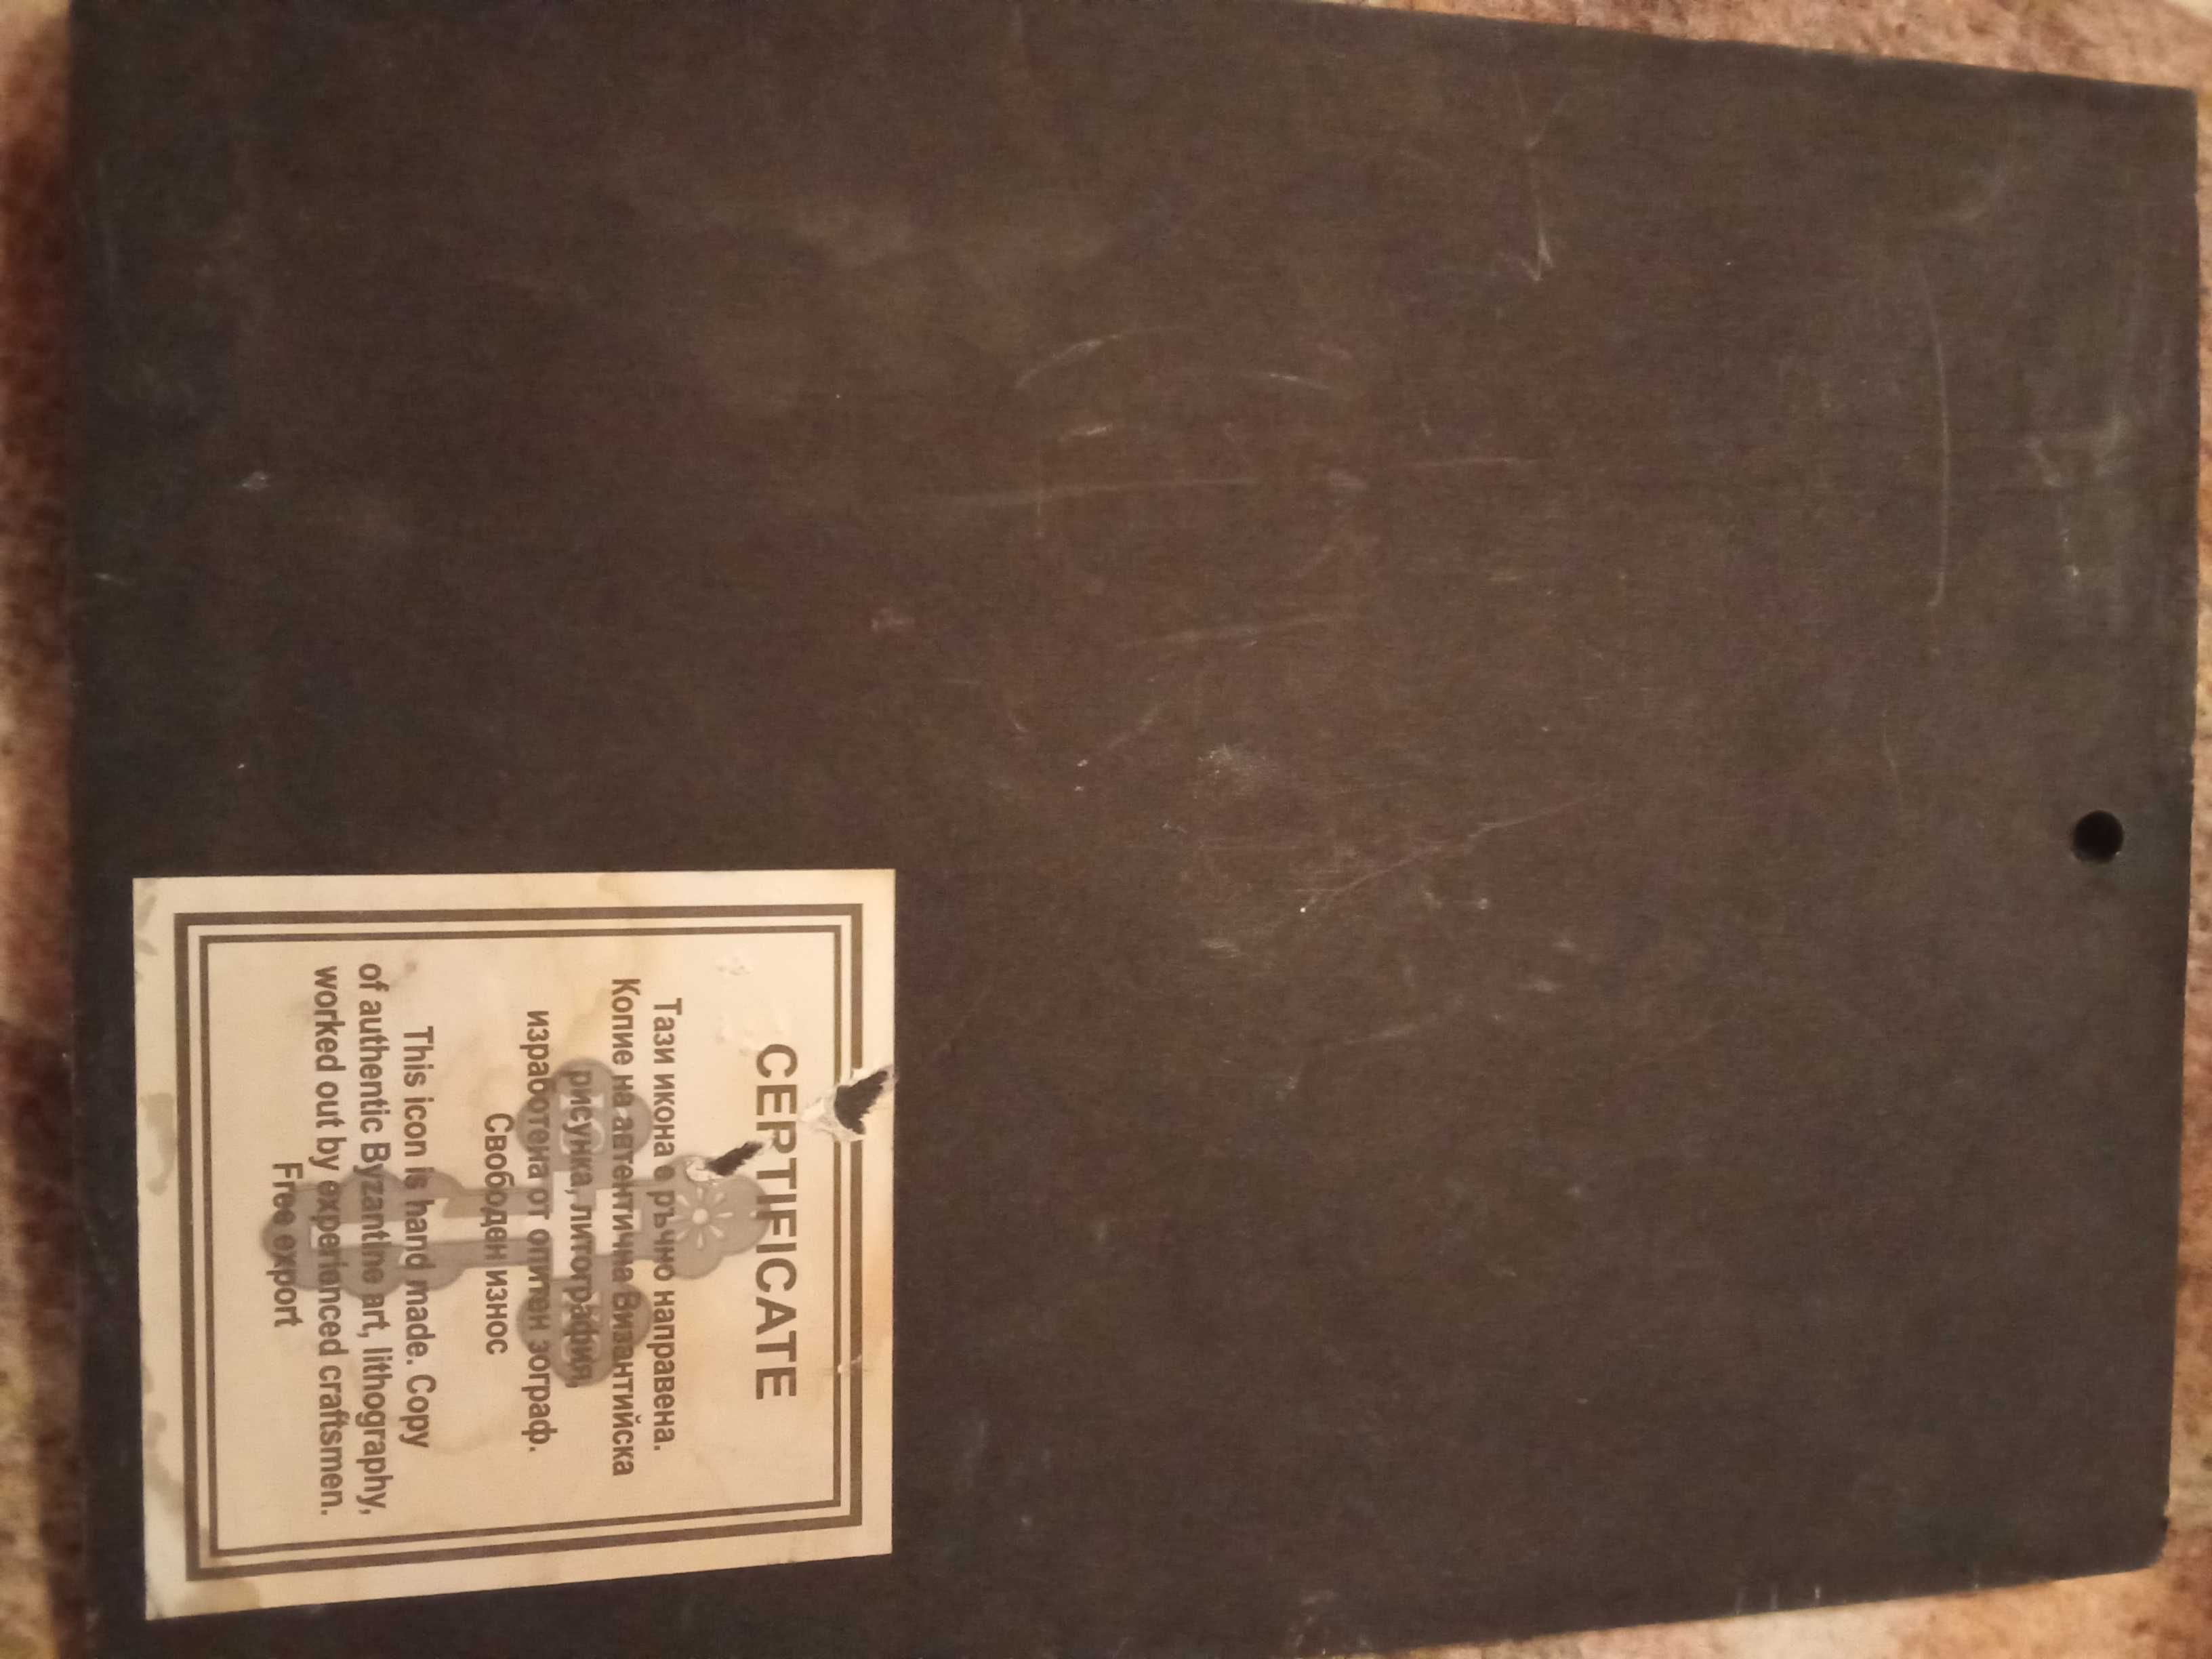 CERTIFICATE
Тази икона е ръчно направена.
Копие на автентична Византийска
рисунка, литография,
изработена от опитен зограф.
Свободен износ
This icon is hand made. Copy
of authentic Byzantine art, lithography,
worked out by experienced craftsmen.
Free export